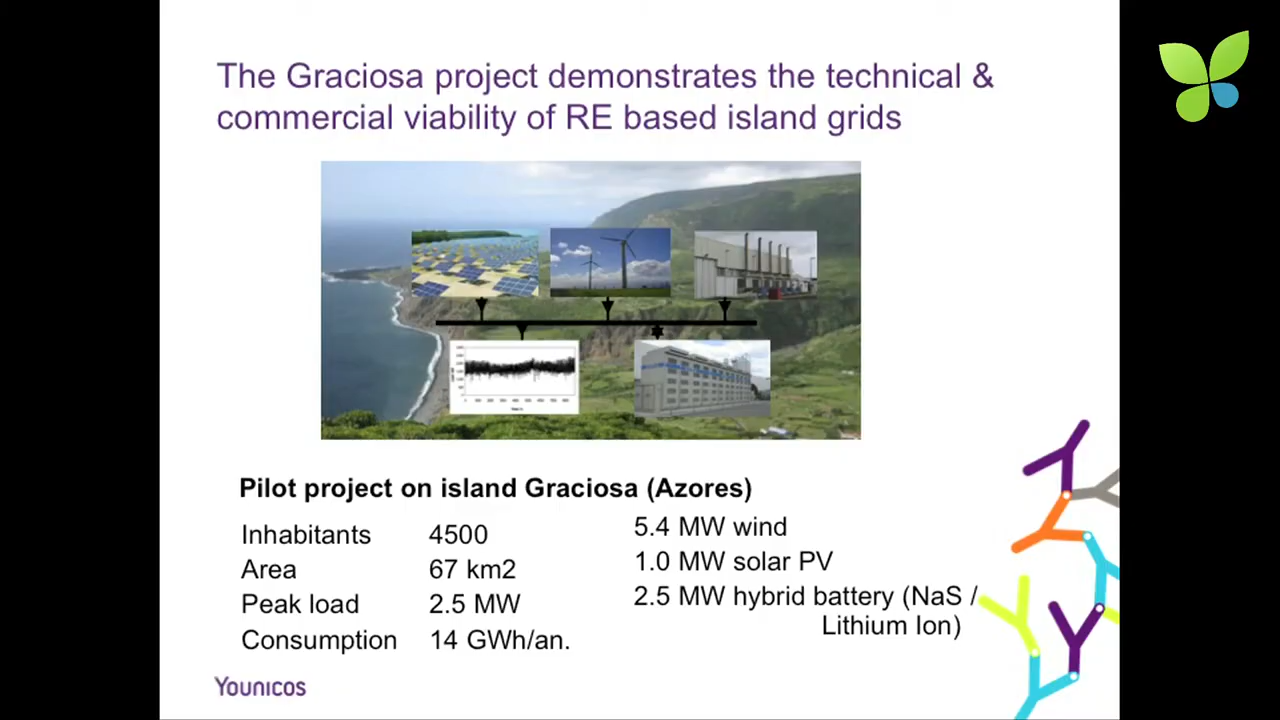 The Graciosa project demonstrates the technical &
commercial viability of RE based island grids
Pilot project on island Graciosa (Azores)
Inhabitants 4500
Area 67 km2
Peak load 2.5 MW
Consumption 14 GWh/an.
5.4 MW wind
1.0 MW solar PV
2.5 MW hybrid battery (NaS /
Lithium Ion)
Younicos